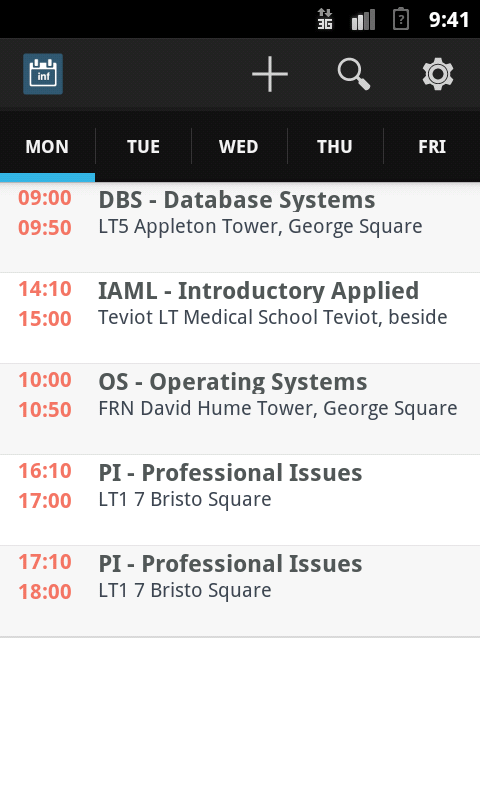 3G ? 9:41
inf
MON TUE WED THU FRI
09:00 DBS - Database Systems
09:50 LT5 Appleton Tower, George Square
14:10 IAML - Introductory Applied
15:00 Teviot LT Medical School Teviot, beside
10:00 OS - Operating Systems
10:50 FRN David Hume Tower, George Square
16:10 PI - Professional Issues
17:00 LT1 7 Bristo Square
17:10 PI - Professional Issues
18:00 LT1 7 Bristo Square